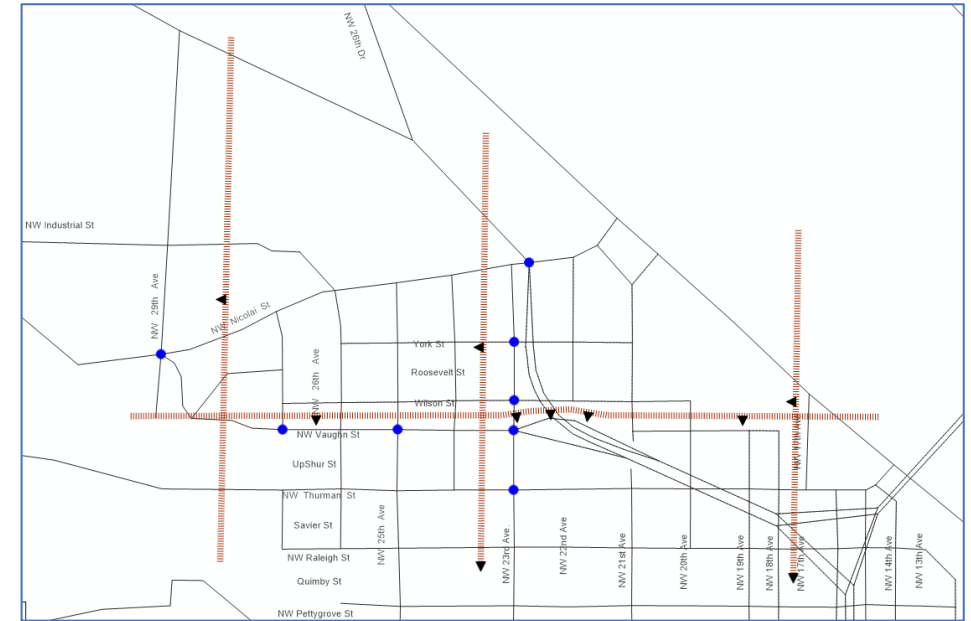 NW 26th Dr
NW Industrial St
NW 29th Ave
NW Nicolai St
York St
NW 26th Ave
Roosevelt St
Wilson St
NW Vaughn St
UpShur St
NW Thurman St
Savier St
NW 25th Ave
NW Raleigh St
Quimby St
NW Pettygrove St
NW 23rd Ave.
NW 22nd Ave
NW 21st Ave
NW 20th Ave
NW 19th Ave
NW 18th Ave
NW 17th Ave
NW 14th Ave
NW 13th Ave